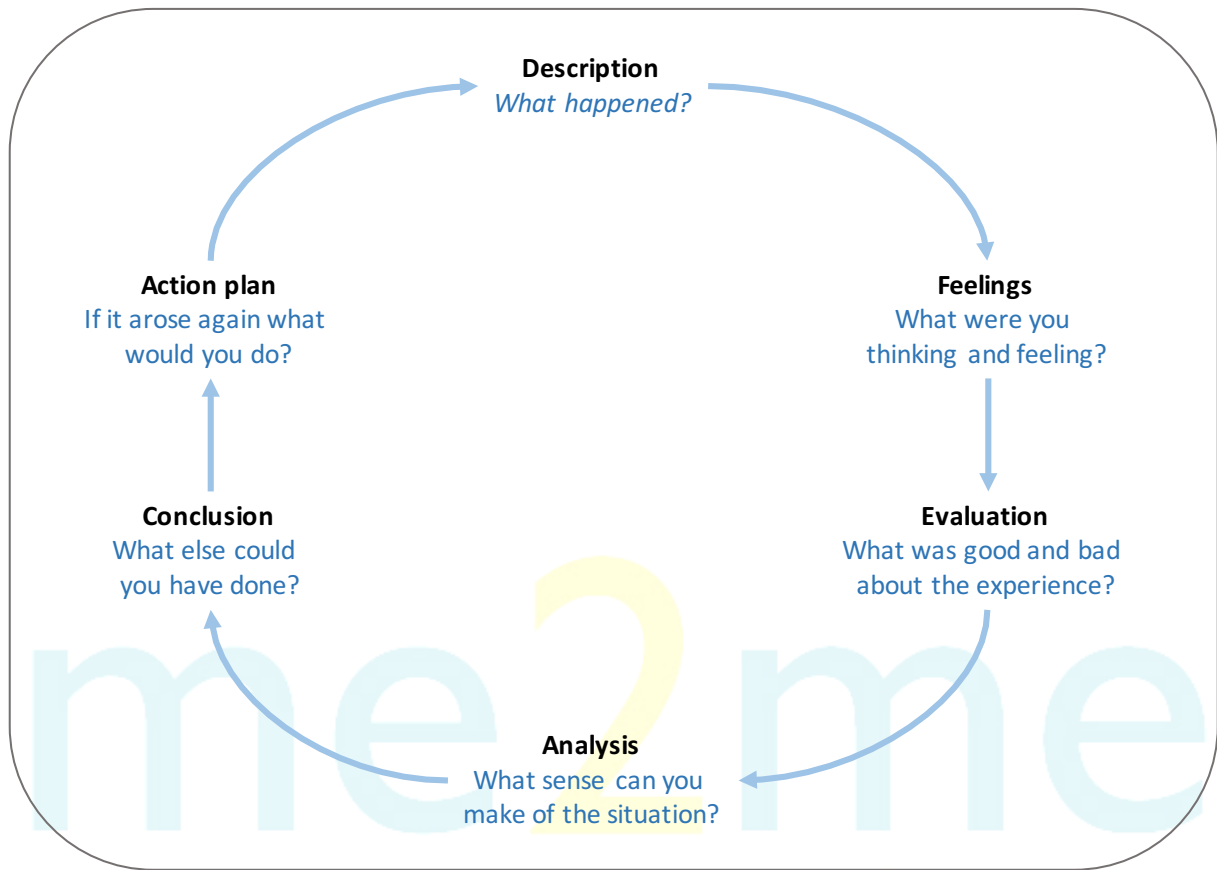 Description
What happened?
Feelings
What were you
thinking and feeling?
Evaluation
What was good and bad
about the experience?
Analysis
What sense can you
make of the situation?
Conclusion
What else could
you have done?
Action plan
If it arose again what
would you do?
me2me